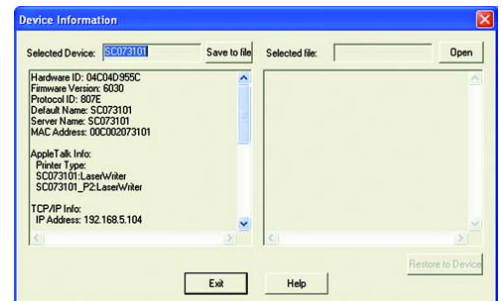 Device Information
Selected Device: SC073101 Save to file Selected file: Open
Hardware ID: 04C04D955C
Firmware Version: 6030
Protocol ID: 807E
Default Name: SC073101
Server Name: SC073101
MAC Address: 00C002073101
AppleTalk Info:
Printer Type:
SC073101:LaserWriter
SC073101_P2:LaserWriter
TCP/IP Info:
IP Address: 192.168.5.104
Restore to Device
Exit Help